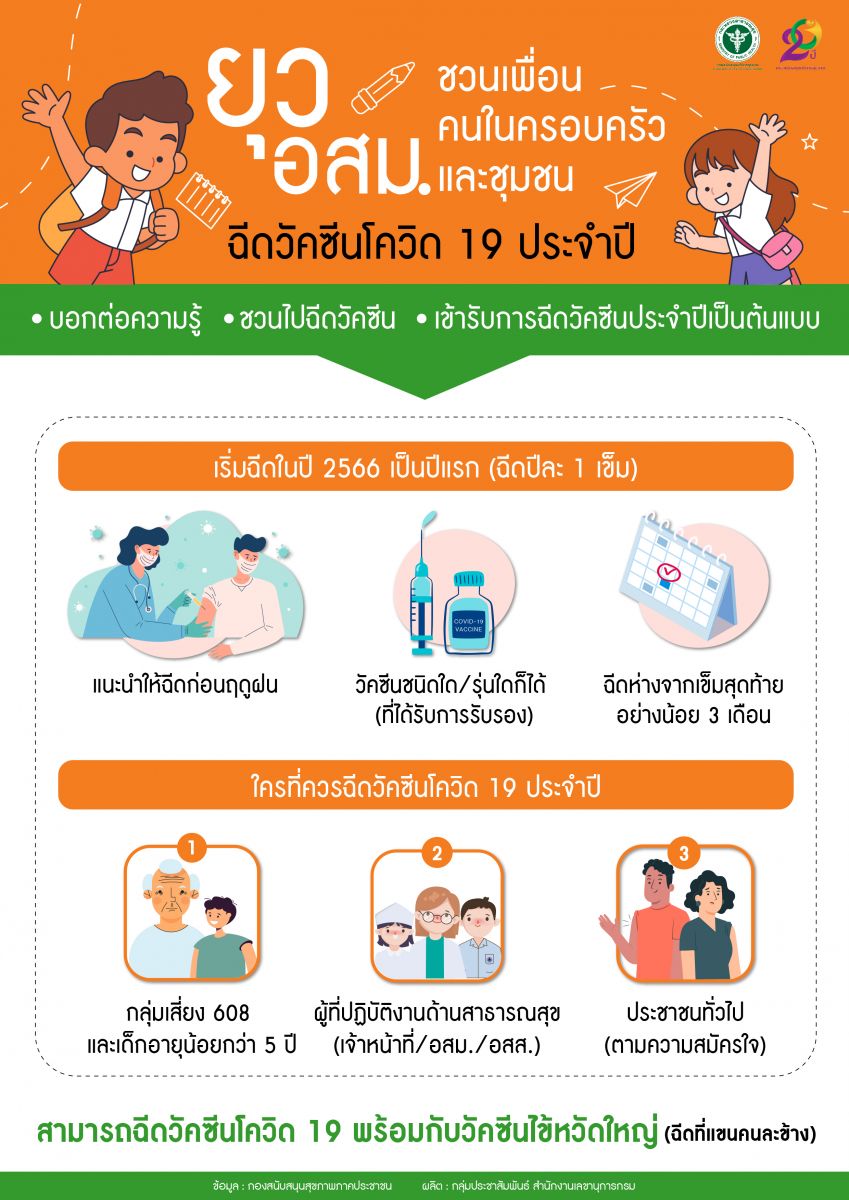 ยุว
อสม.
ชวนเพื่อน
คนในครอบครัว
และชุมชน
ฉีดวัคซีนโควิด 19 ประจำปี
• บอกต่อความรู้ • ชวนไปฉีดวัคซีน • เข้ารับการฉีดวัคซีนประจำปีเป็นต้นแบบ
เริ่มฉีดในปี 2566 เป็นปีแรก (ฉีดปีละ 1 เข็ม)
COVID-19
VACCINE
แนะนำให้ฉีดก่อนฤดูฝน
วัคซีนชนิดใด/รุ่นใดก็ได้
(ที่ได้รับการรับรอง)
ฉีดห่างจากเข็มสุดท้าย
อย่างน้อย 3 เดือน
ใครที่ควรฉีดวัคซีนโควิด 19 ประจำปี
1
กลุ่มเสี่ยง 608
และเด็กอายุน้อยกว่า 5 ปี
2
ผู้ที่ปฏิบัติงานด้านสาธารณสุข
(เจ้าหน้าที่/อสม./อสส.)
3
ประชาชนทั่วไป
(ตามความสมัครใจ)
สามารถฉีดวัคซีนโควิด 19 พร้อมกับวัคซีนไข้หวัดใหญ่ (ฉีดที่แขนคนละข้าง)
ข้อมูล : กองสนับสนุนสุขภาพภาคประชาชน ผลิต : กลุ่มประชาสัมพันธ์ สำนักงานเลขานุการกรม